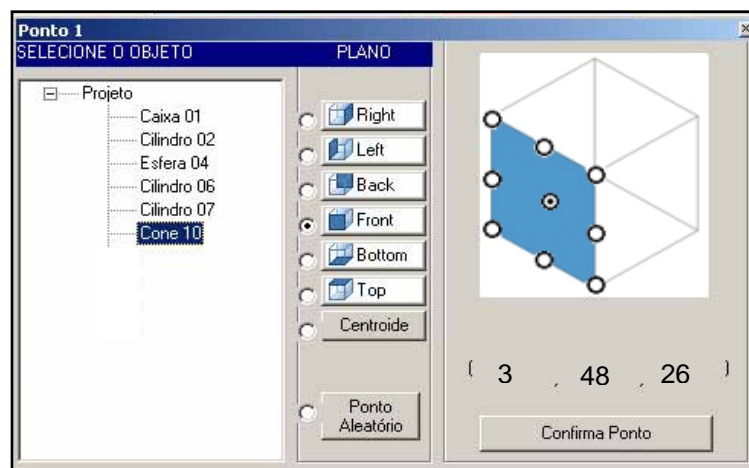 Ponto 1
SELECIONE O OBJETO
PLANO
Projeto
Caixa 01
Cilindro 02
Esfera 04
Cilindro 06
Cilindro 07
Cone 10
Right
Left
Back
Front
Bottom
Top
Centroide
Ponto
Aleatório
( 3 , 48 , 26 )
Confirma Ponto